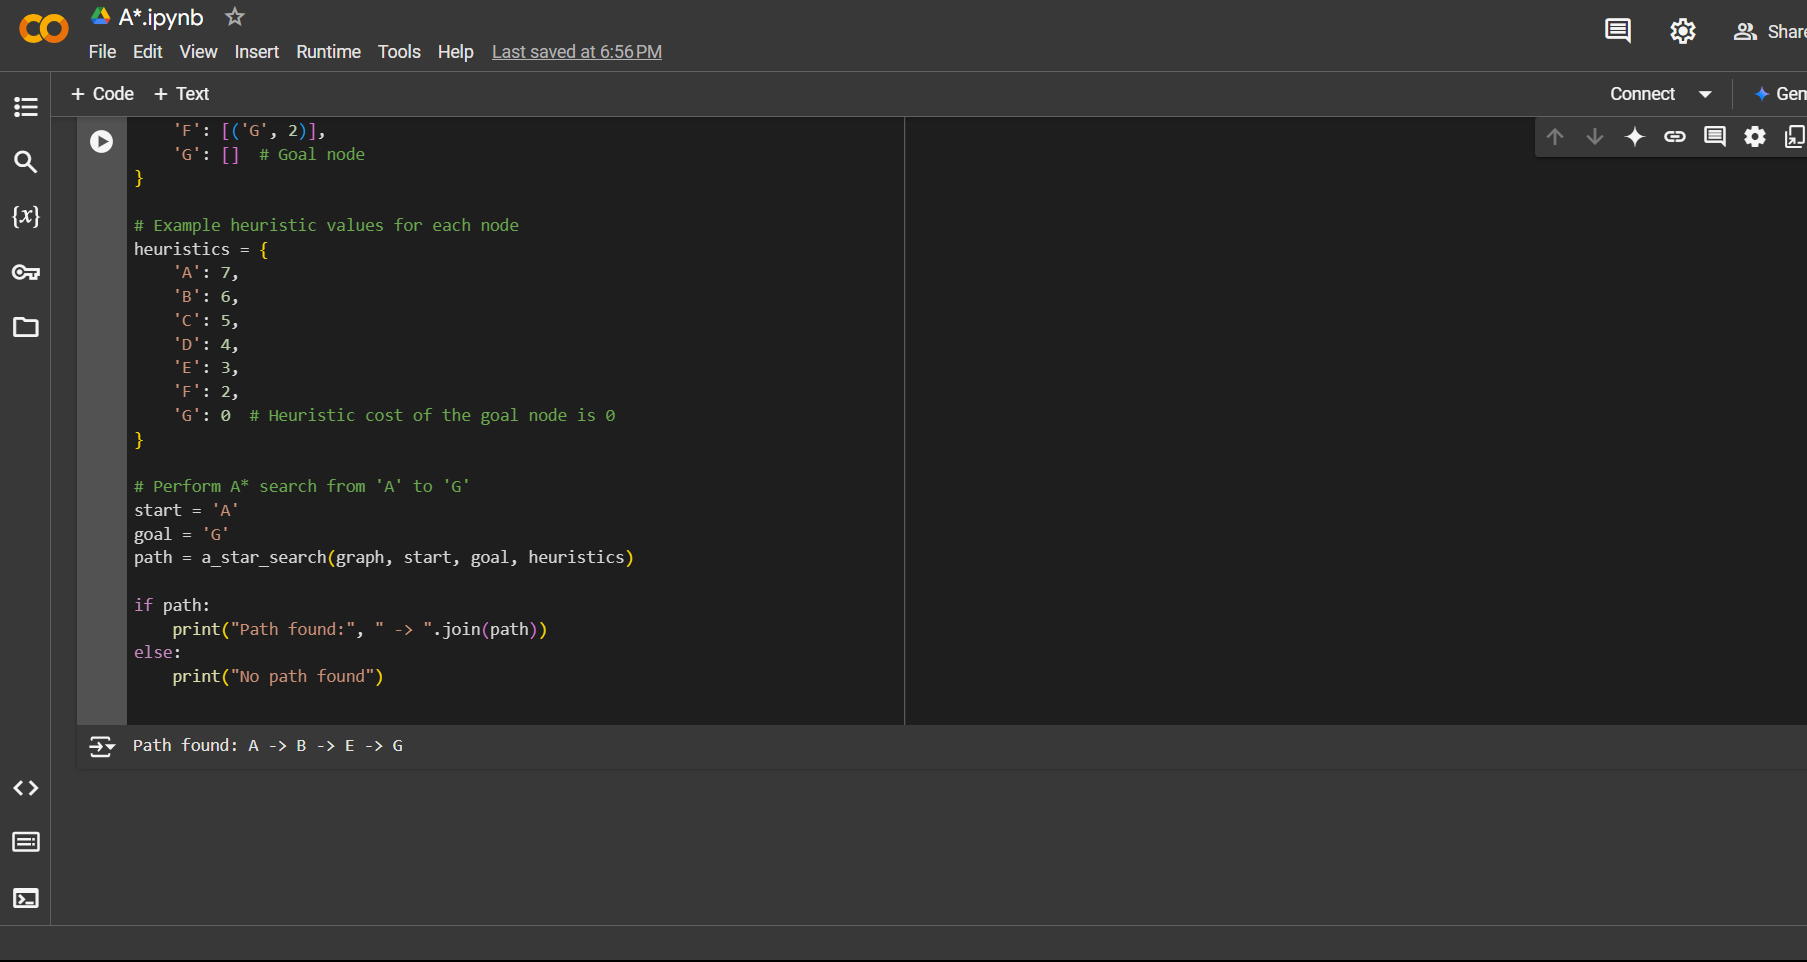 A*.ipynb
File Edit View Insert Runtime Tools Help Last saved at 6:56 PM
Share
+ Code + Text
Connect
Gem
'F': [('G', 2)],
'G': [] # Goal node
}
# Example heuristic values for each node
heuristics = {
'A': 7,
'B': 6,
'C': 5,
'D': 4,
'E': 3,
'F': 2,
'G': 0 # Heuristic cost of the goal node is 0
}
# Perform A* search from 'A' to 'G'
start = 'A'
goal = 'G'
path = a_star_search(graph, start, goal, heuristics)
if path:
print("Path found:", " -> ".join(path))
else:
print("No path found")
Path found: A -> B -> E -> G